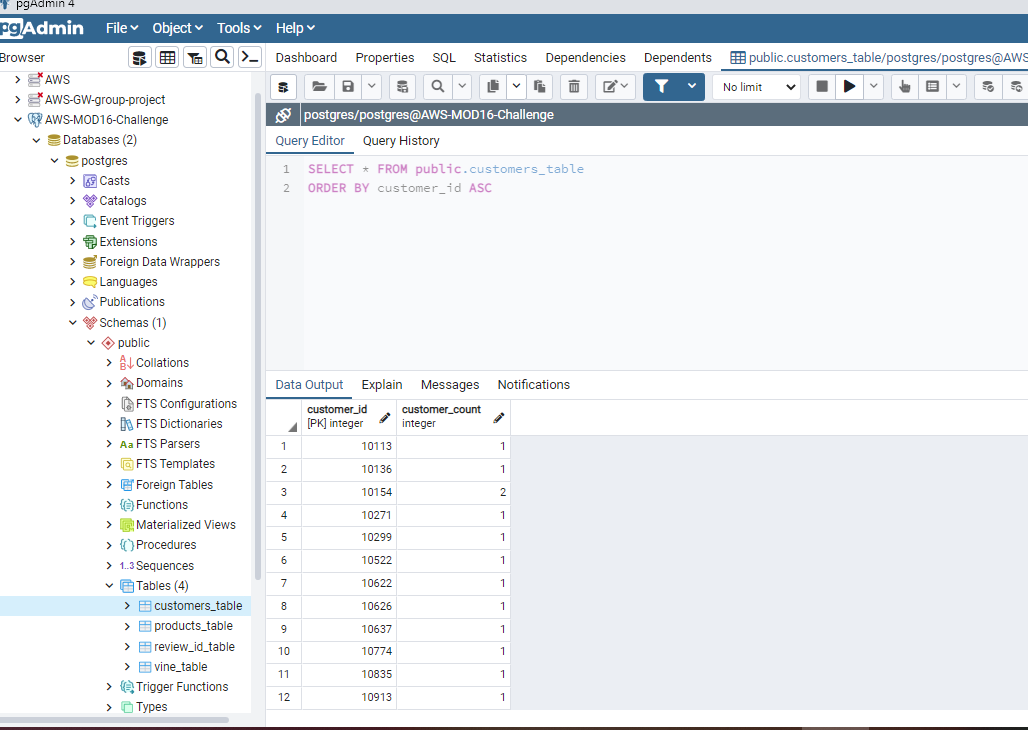 pgAdmin 4
pgAdmin File Object Tools Help
Browser
Dashboard Properties SQL Statistics Dependencies Dependents public.customers_table/postgres/postgres@AWS
No limit
AWS
AWS-GW-group-project
AWS-MOD16-Challenge
Databases (2)
postgres
Casts
Catalogs
Event Triggers
Extensions
Foreign Data Wrappers
Languages
Publications
Schemas (1)
public
Collations
Domains
FTS Configurations
FTS Dictionaries
Aa FTS Parsers
FTS Templates
Foreign Tables
Functions
Materialized Views
Procedures
1..3 Sequences
Tables (4)
customers_table
products_table
review_id_table
vine_table
Trigger Functions
Types
postgres/postgres@AWS-MOD16-Challenge
Query Editor Query History
1 SELECT * FROM public.customers_table
2 ORDER BY customer_id ASC
Data Output Explain Messages Notifications
customer_id customer_count
[PK] integer integer
1 10113 1
2 10136 1
3 10154 2
4 10271 1
5 10299 1
6 10522 1
7 10622 1
8 10626 1
9 10637 1
10 10774 1
11 10835 1
12 10913 1